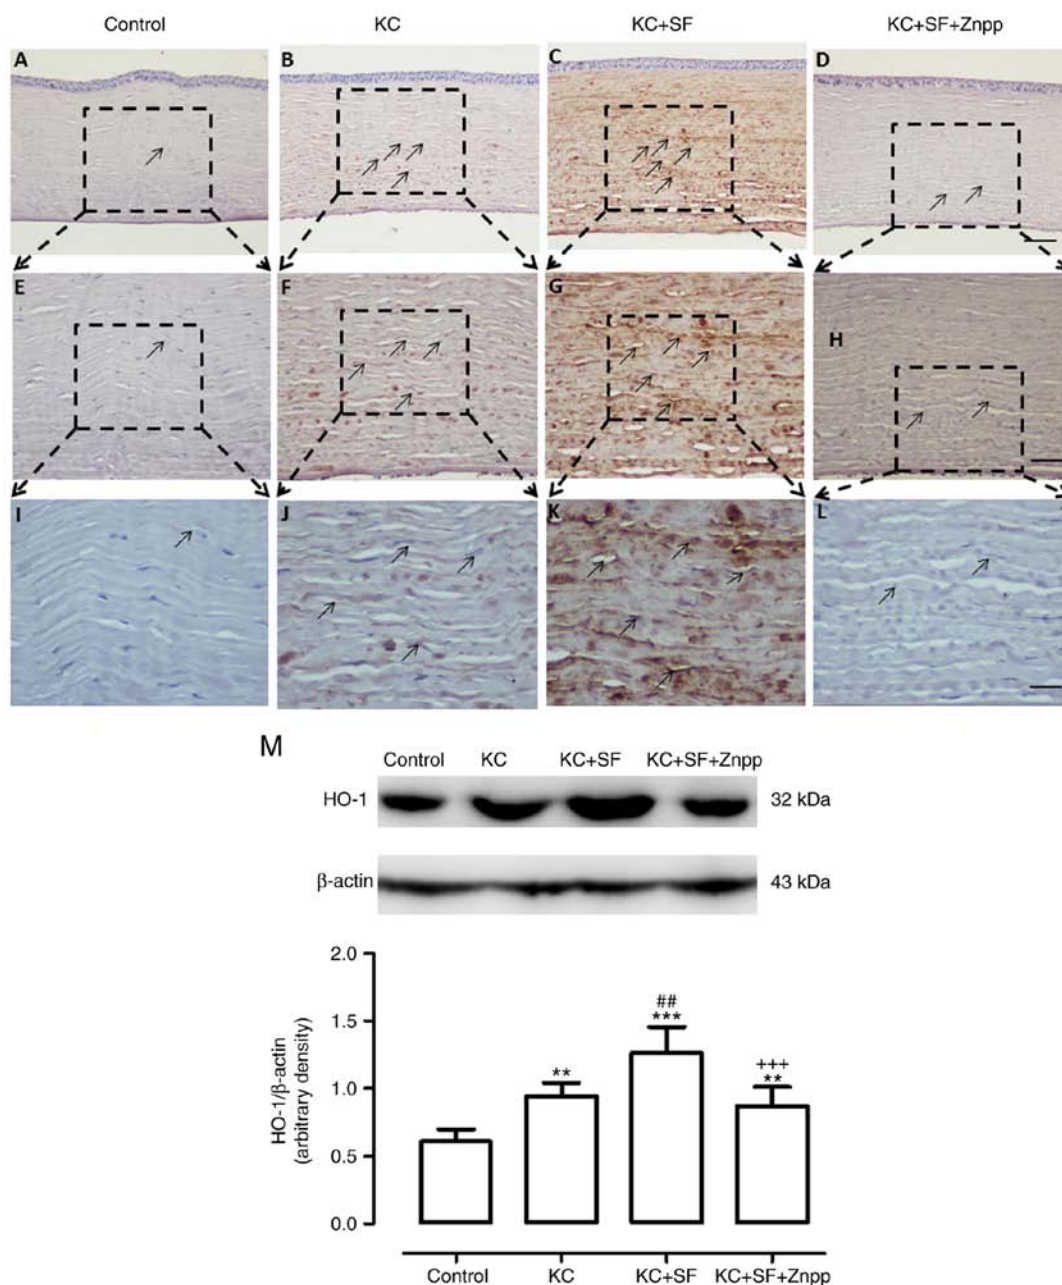 Control KC KC+SF KC+SF+Znpp
A B C D
E F G H
I J K L
M
Control KC KC+SF KC+SF+Znpp
HO-1 32 kDa
β-actin 43 kDa
HO-1/β-actin
(arbitrary density)
2.0
1.5
1.0
0.5
0.0
**
##
***
+++
**
Control KC KC+SF KC+SF+Znpp